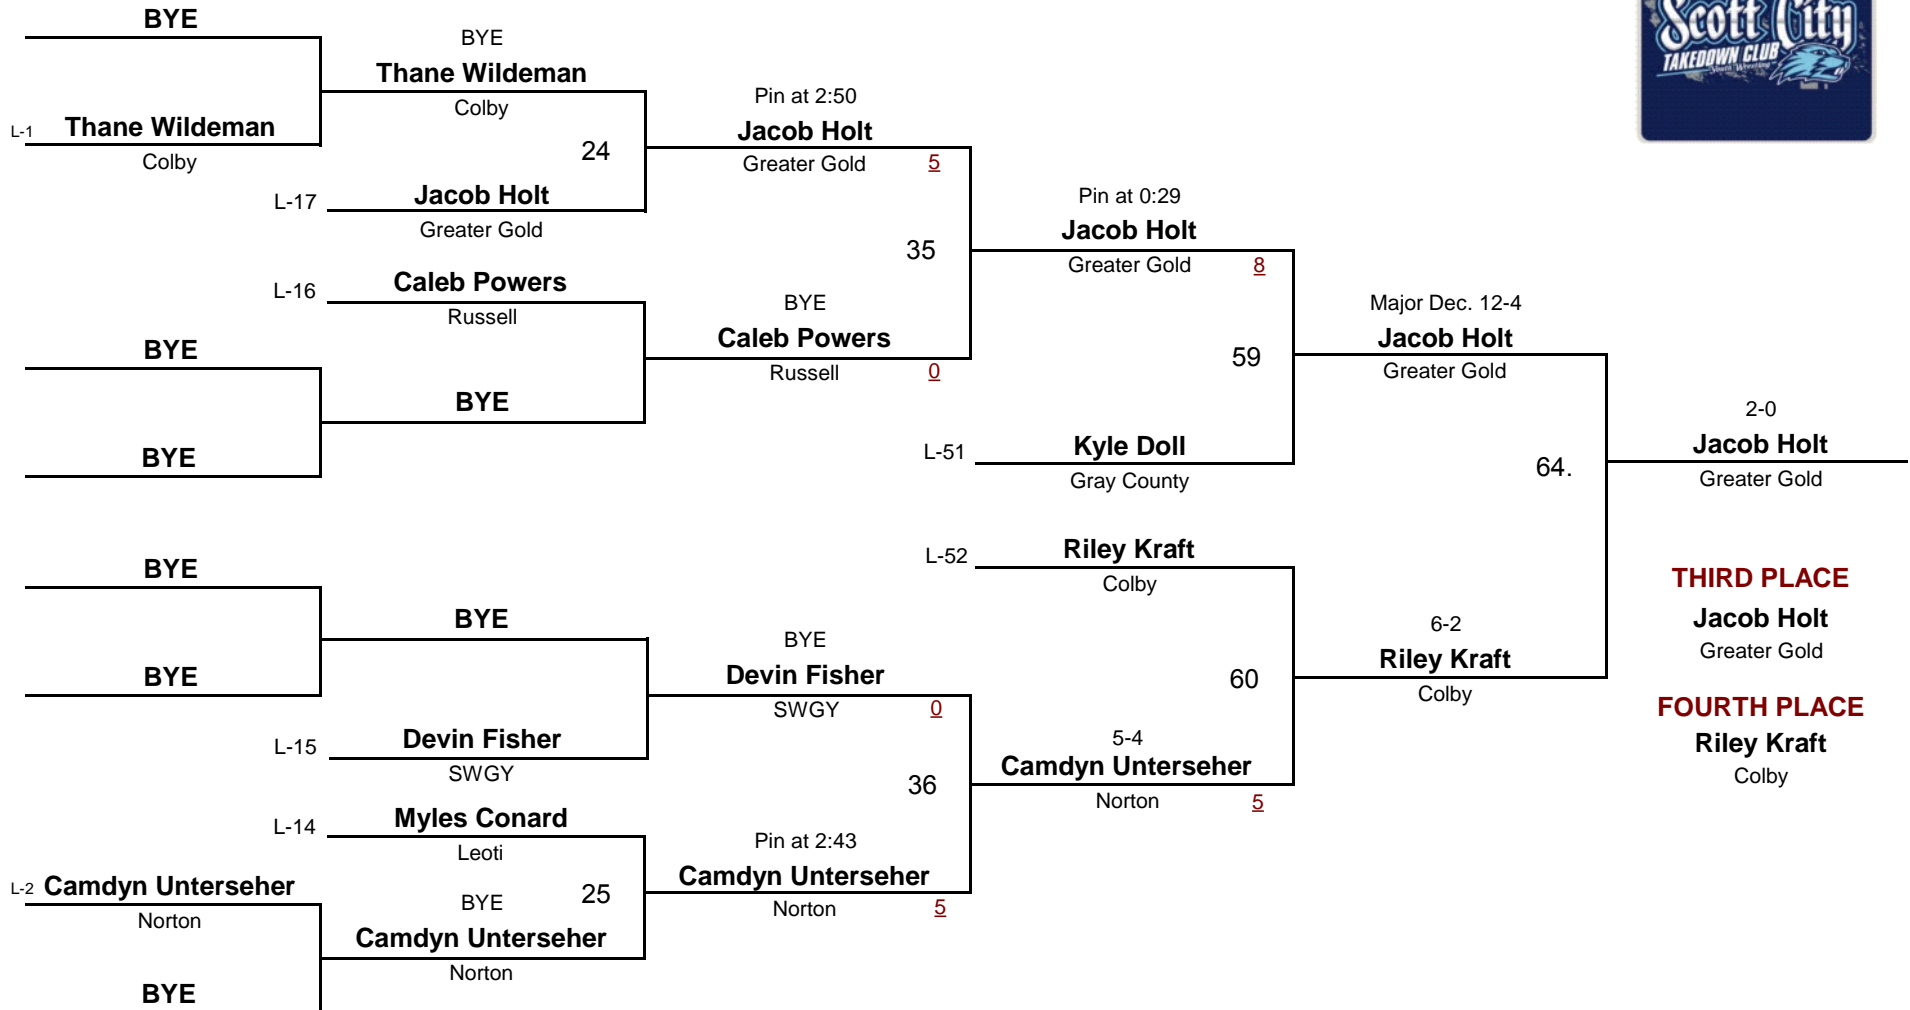 BYE
BYE
Thane Wildeman
Colby
L-1 Thane Wildeman
Colby
24
L-17 Jacob Holt
Greater Gold
Pin at 2:50
Jacob Holt
Greater Gold 5
L-16 Caleb Powers
Russell
BYE
BYE
BYE
BYE
Caleb Powers
Russell 0
35
Pin at 0:29
Jacob Holt
Greater Gold 8
L-51 Kyle Doll
Gray County
59
Major Dec. 12-4
Jacob Holt
Greater Gold
BYE
BYE
BYE
L-15 Devin Fisher
SWGY
BYE
Devin Fisher
SWGY 0
L-14 Myles Conard
Leoti
L-2 Camdyn Unterseher
Norton
BYE
BYE
Camdyn Unterseher
Norton
25
Pin at 2:43
Camdyn Unterseher
Norton 5
36
L-52 Riley Kraft
Colby
5-4
Camdyn Unterseher
Norton 5
60
6-2
Riley Kraft
Colby
64.
2-0
Jacob Holt
Greater Gold
THIRD PLACE
Jacob Holt
Greater Gold
FOURTH PLACE
Riley Kraft
Colby
Scott City
TAKEDOWN CLUB
Youth Wrestling